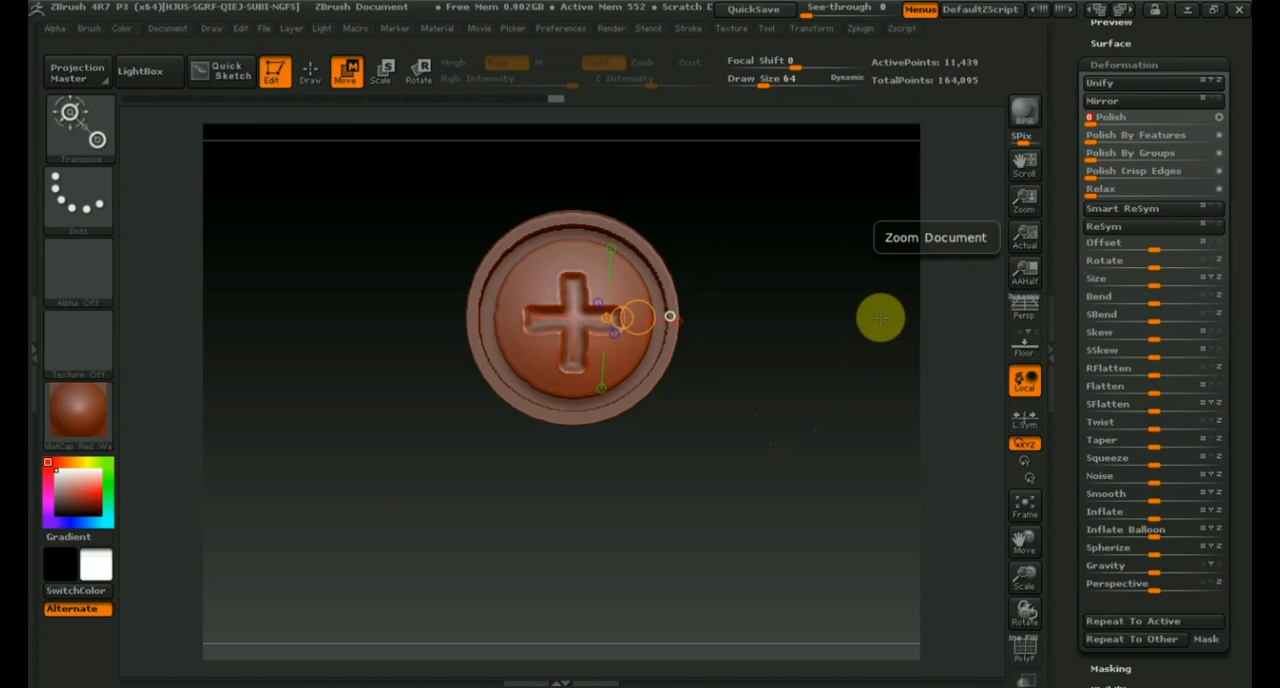 ZBrush 4R7 P3 (x64)[HJUS-SGRF-QIEJ-SUBI-NGFS] ZBrush Document • Free Mem 0.902GB • Active Mem 552 • Scratch D QuickSave See-through 0 Menus DefaultZScript
Alpha Brush Color Document Draw Edit File Layer Light Macro Marker Material Movie Picker Preferences Render Stencil Stroke Texture Tool Transform Zplugin Zscript
Preview
Surface
Projection Master
LightBox
Quick Sketch
Edit
Draw
Move
Scale
Rotate
Mrgb Rgb M
Rgb Intensity
Zadd Zsub Zcut
Z Intensity
Focal Shift 0
Draw Size 64 Dynamic
ActivePoints: 11,439
TotalPoints: 164,095
Transpose
Dots
Alpha Off
Texture Off
MatCap Red Wa
Gradient
SwitchColor
Alternate
Zoom Document
BPR
SPix
Scroll
Zoom
Actual
AAHalf
Dynamic
Persp
Floor
Local
L.Sym
XYZ
Frame
Move
Scale
Rotate
Line Fill
PolyF
Deformation
Unify
Mirror
0 Polish
Polish By Features
Polish By Groups
Polish Crisp Edges
Relax
Smart ReSym
ReSym
Offset
Rotate
Size
Bend
SBend
Skew
SSkew
RFlatten
Flatten
SFlatten
Twist
Taper
Squeeze
Noise
Smooth
Inflate
Inflate Balloon
Spherize
Gravity
Perspective
Repeat To Active
Repeat To Other Mask
Masking